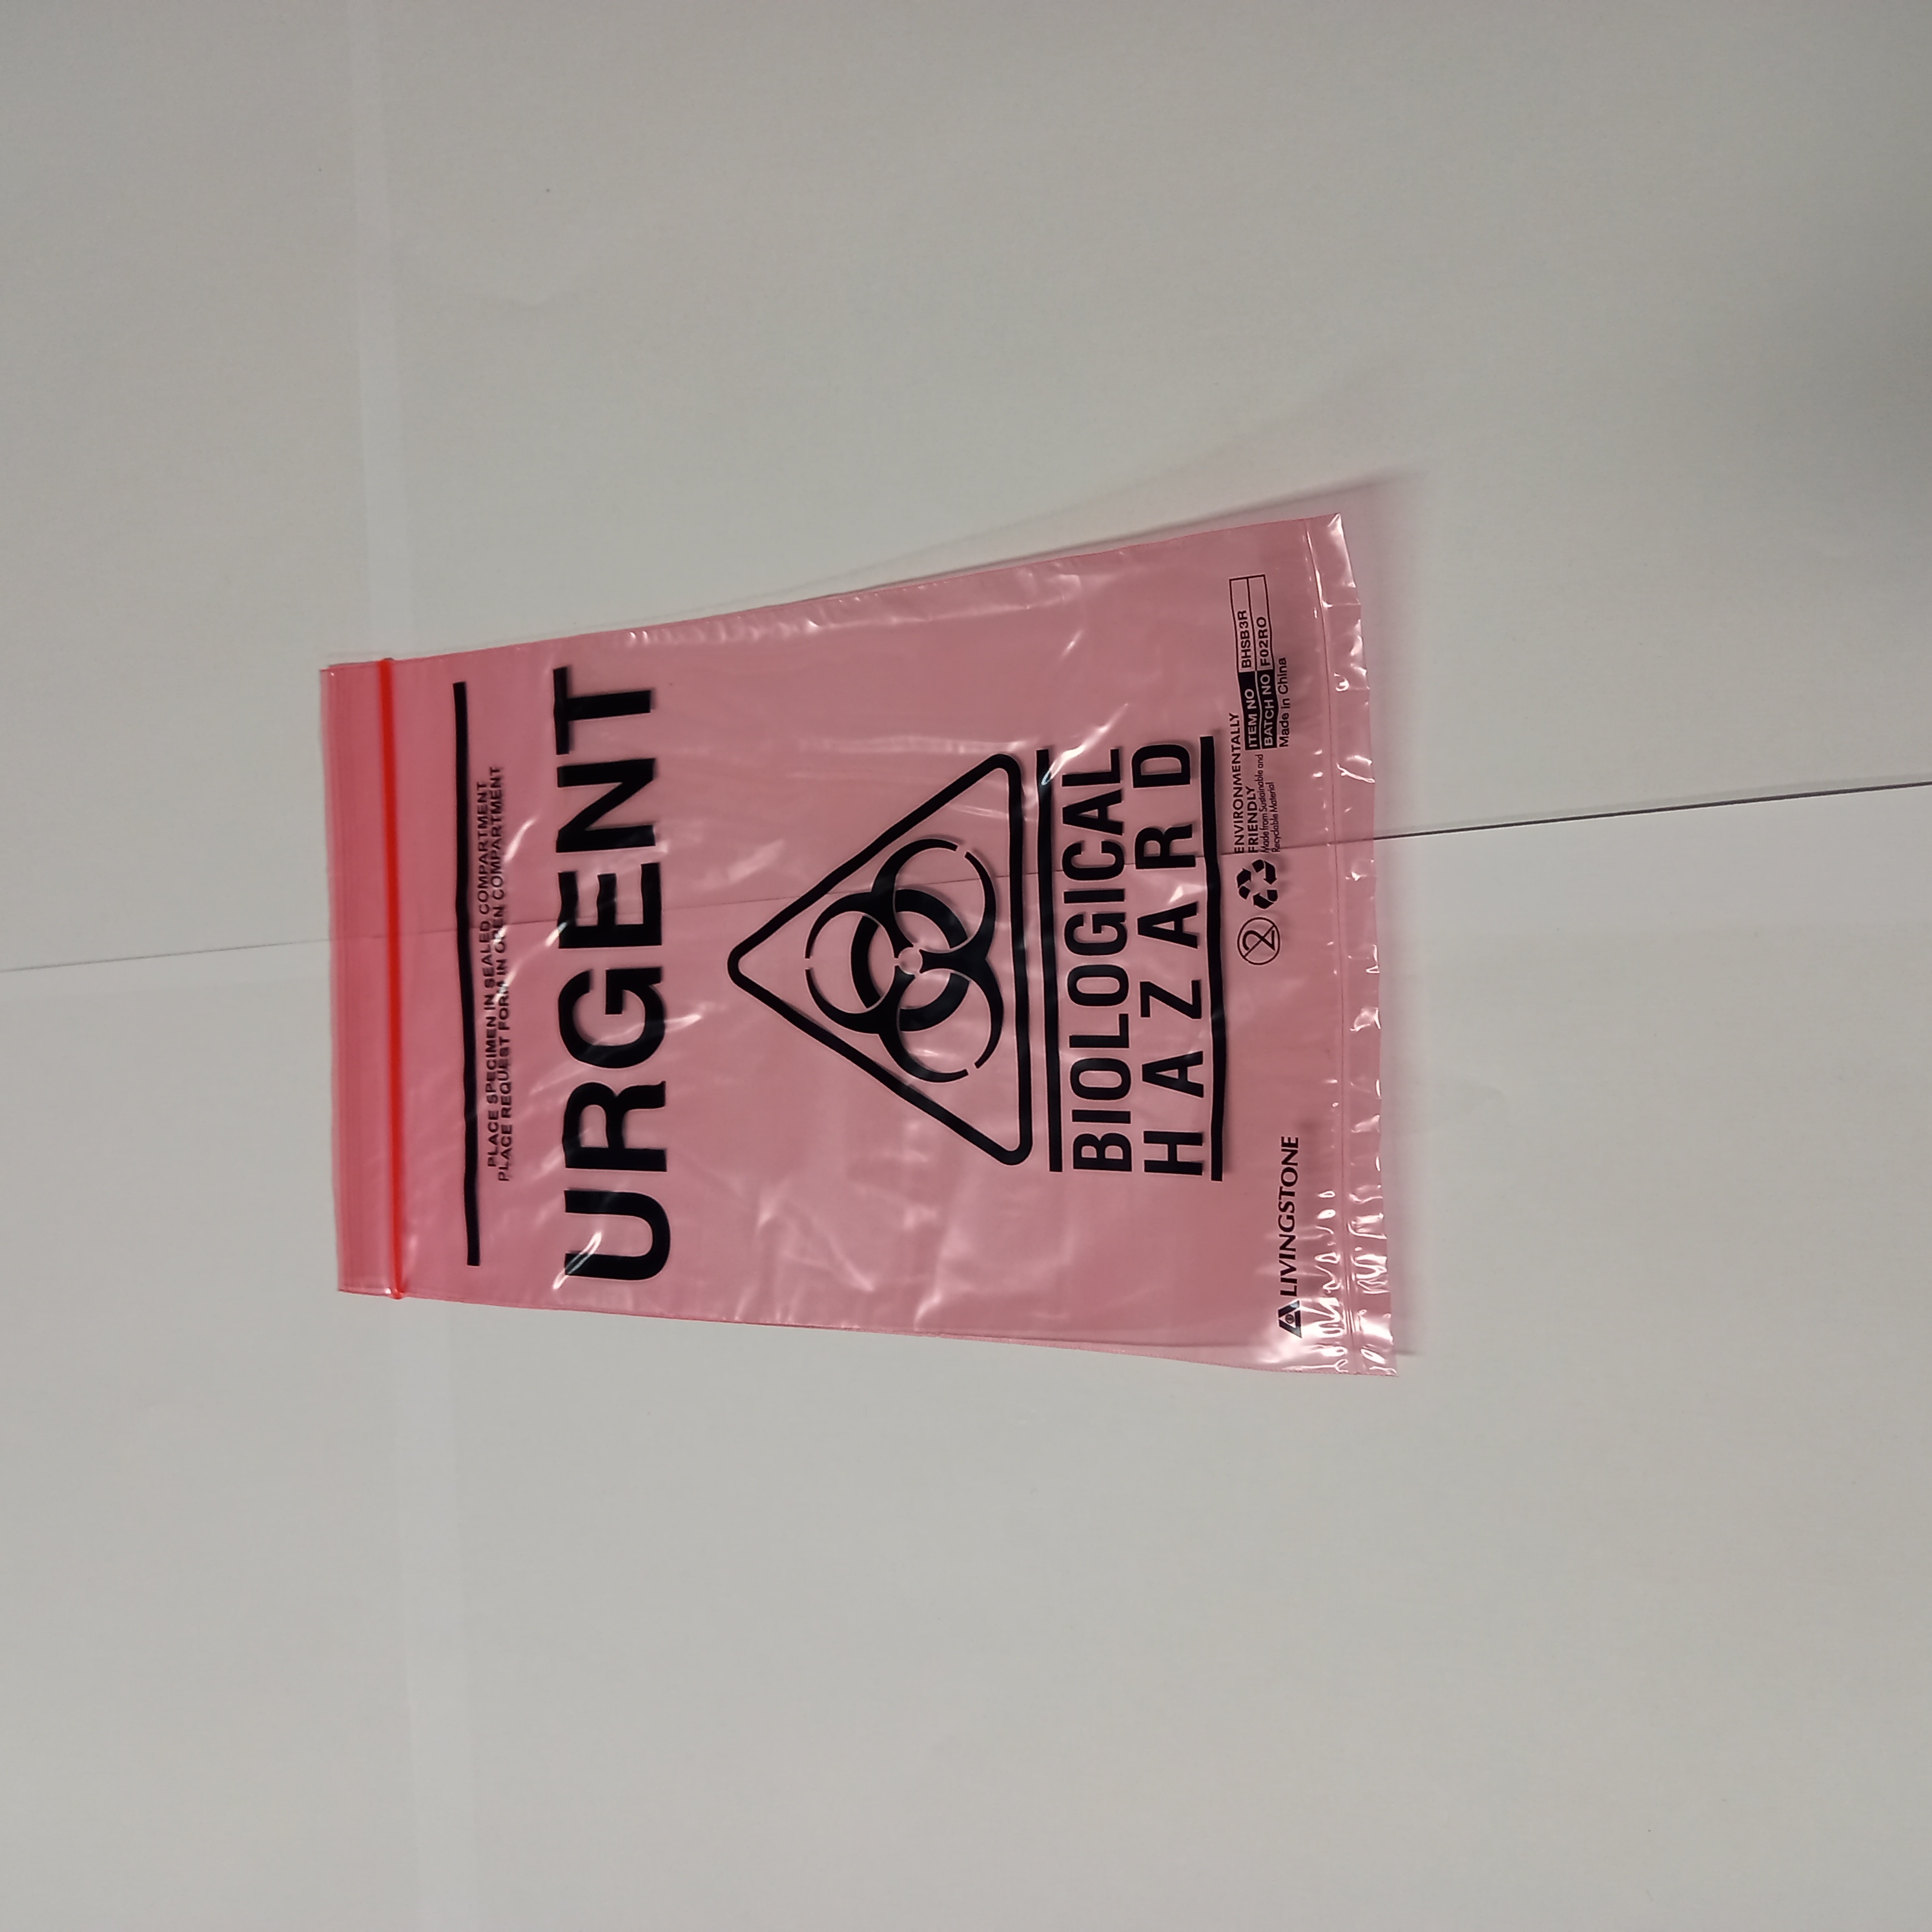 PLACE SPECIMEN IN SEALED COMPARTMENT
PLACE REQUEST FORM IN OPEN COMPARTMENT
URGENT
BIOLOGICAL
HAZARD
LIVINGSTONE
2
ENVIRONMENTALLY
FRIENDLY
Made from Sustainable and
Recyclable Material
ITEM NO BHSB3R
BATCH NO F02RO
Made in China